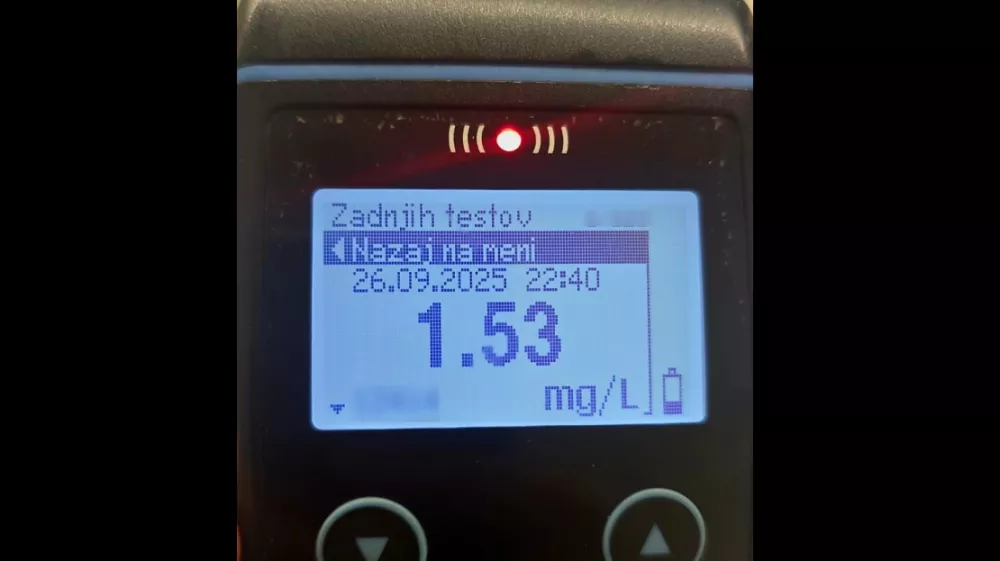 Zadnjih testov
Nazaj na meni
26.09.2025 22:40
1.53
mg/L